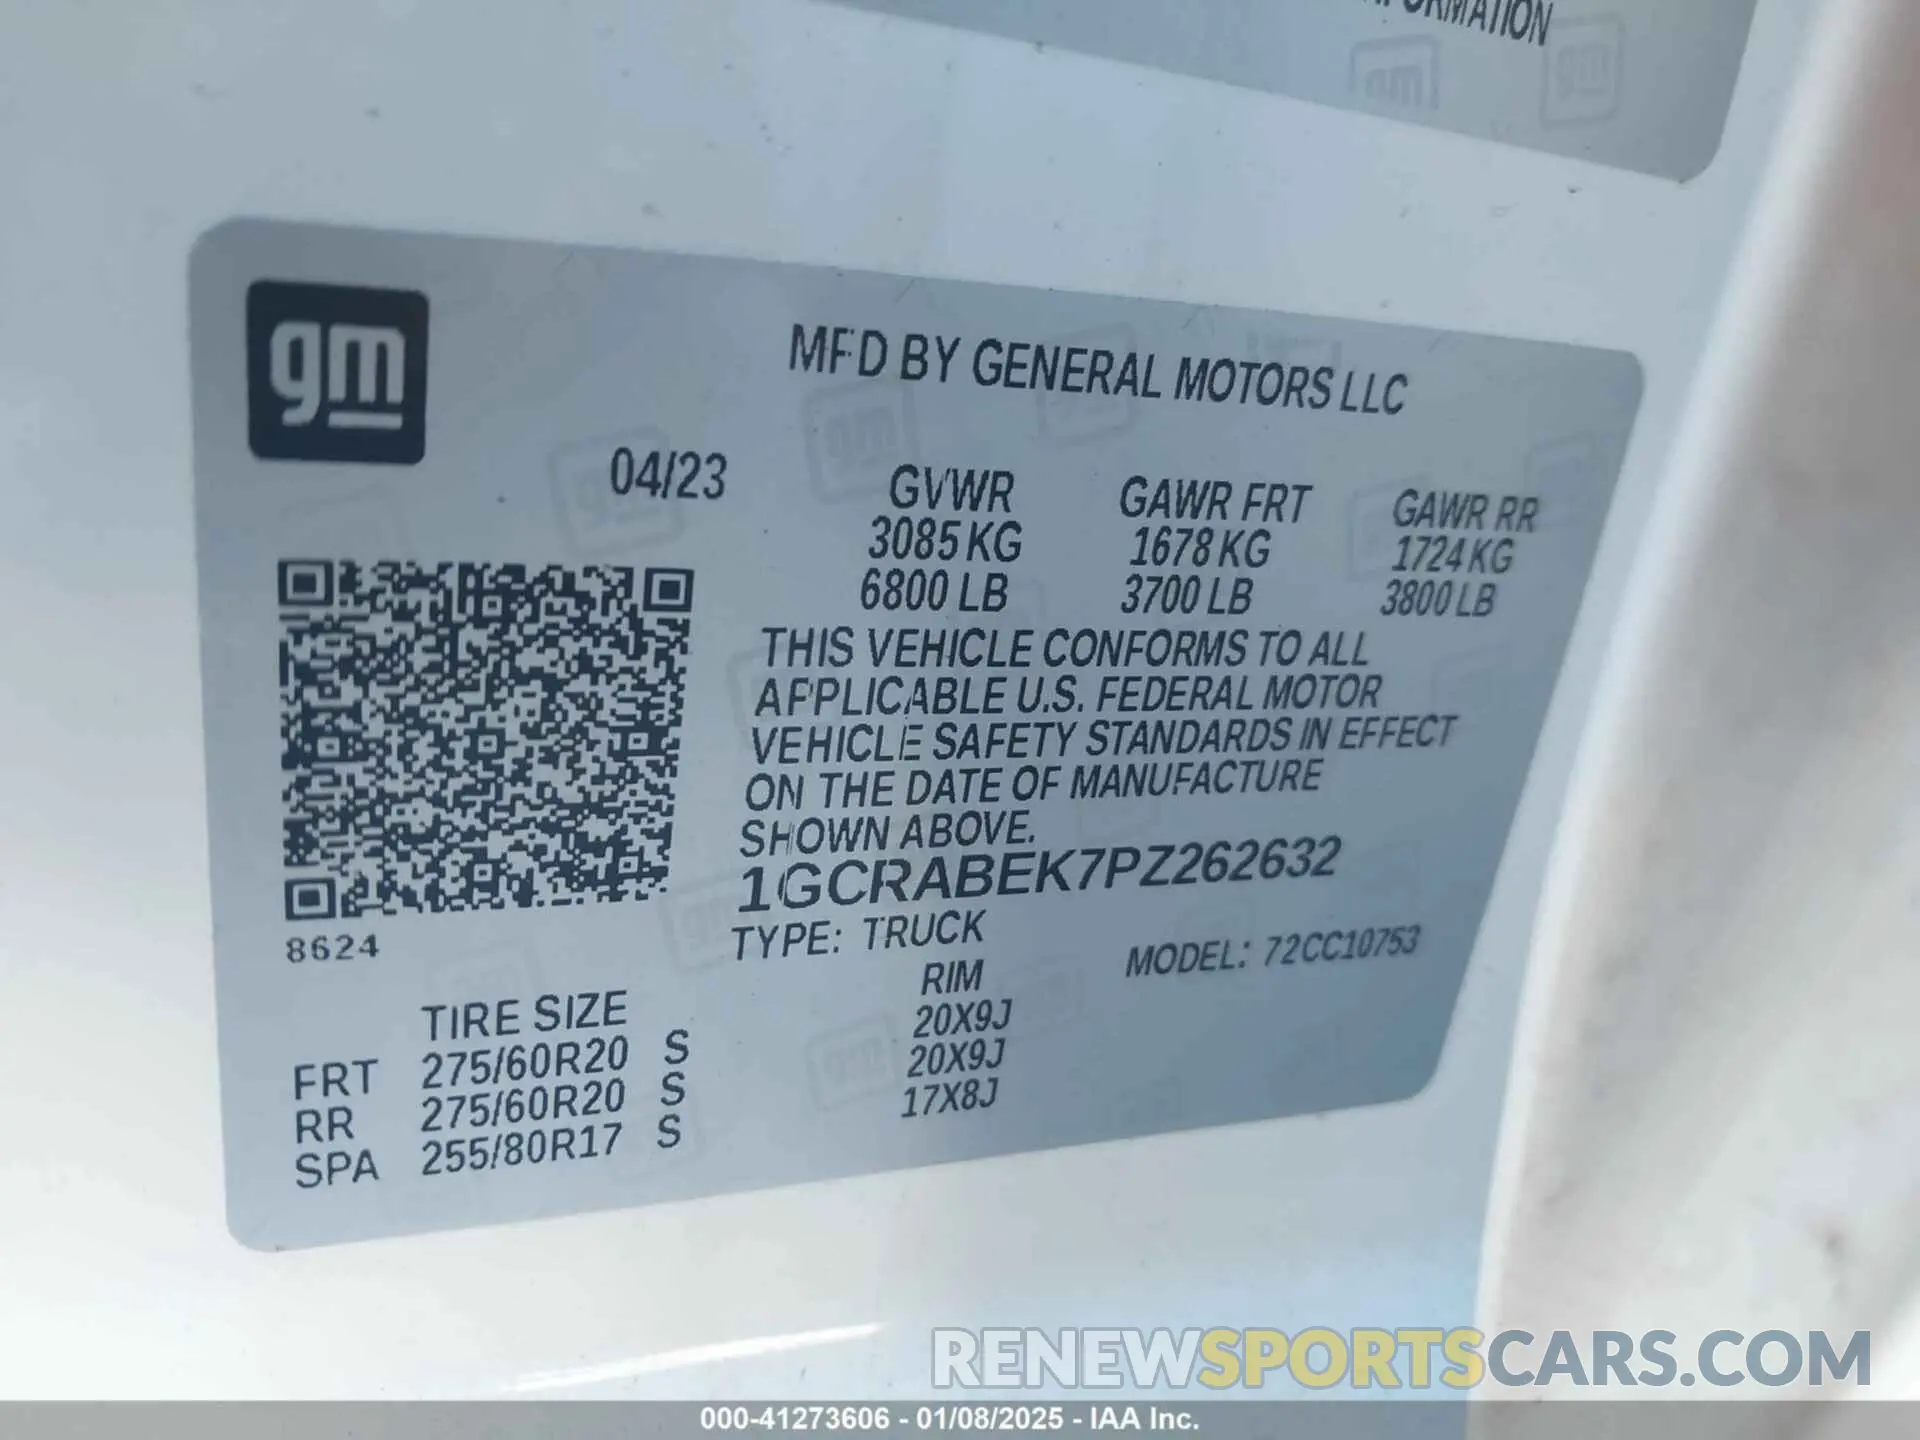 INFORMATION
gm
MFD BY GENERAL MOTORS LLC
04/23
GVWR GAWR FRT GAWR RR
3085 KG 1678 KG 1724 KG
6800 LB 3700 LB 3800 LB
THIS VEHICLE CONFORMS TO ALL
APPLICABLE U.S. FEDERAL MOTOR
VEHICLE SAFETY STANDARDS IN EFFECT
ON THE DATE OF MANUFACTURE
SHOWN ABOVE.
1GCRABEK7PZ262632
TYPE: TRUCK MODEL: 72CC10753
8624
TIRE SIZE RIM
FRT 275/60R20 S 20X9J
RR 275/60R20 S 20X9J
SPA 255/80R17 S 17X8J
RENEWSPORTSCARS.COM
000-41273606 - 01/08/2025 - IAA Inc.